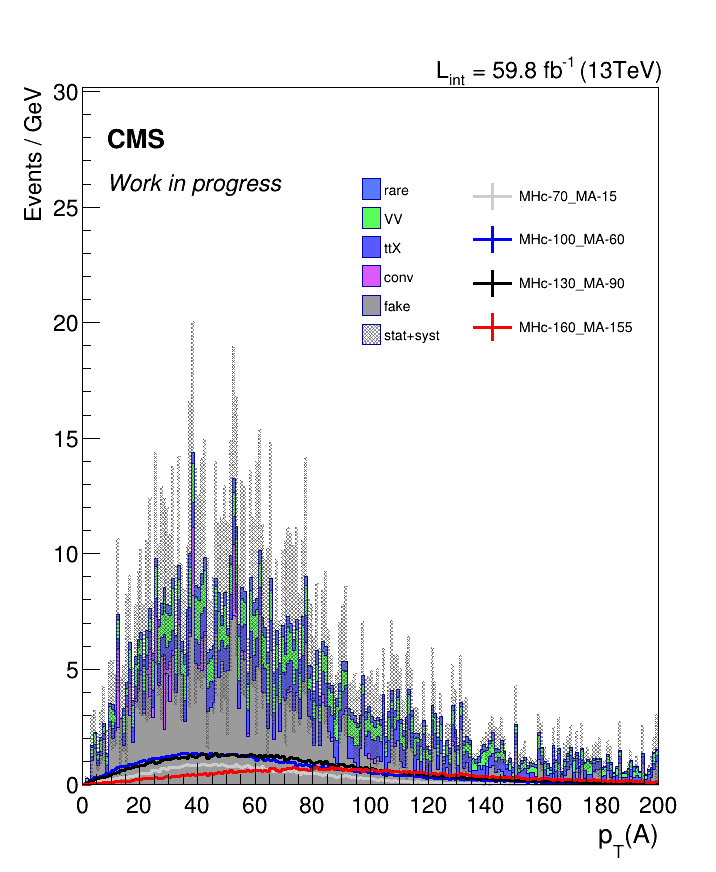 L_int = 59.8 fb^-1 (13TeV)
Events / GeV
30
25
20
15
10
5
0
CMS
Work in progress
rare
VV
ttX
conv
fake
stat+syst
MHc-70_MA-15
MHc-100_MA-60
MHc-130_MA-90
MHc-160_MA-155
0 20 40 60 80 100 120 140 160 180 200
p_T(A)